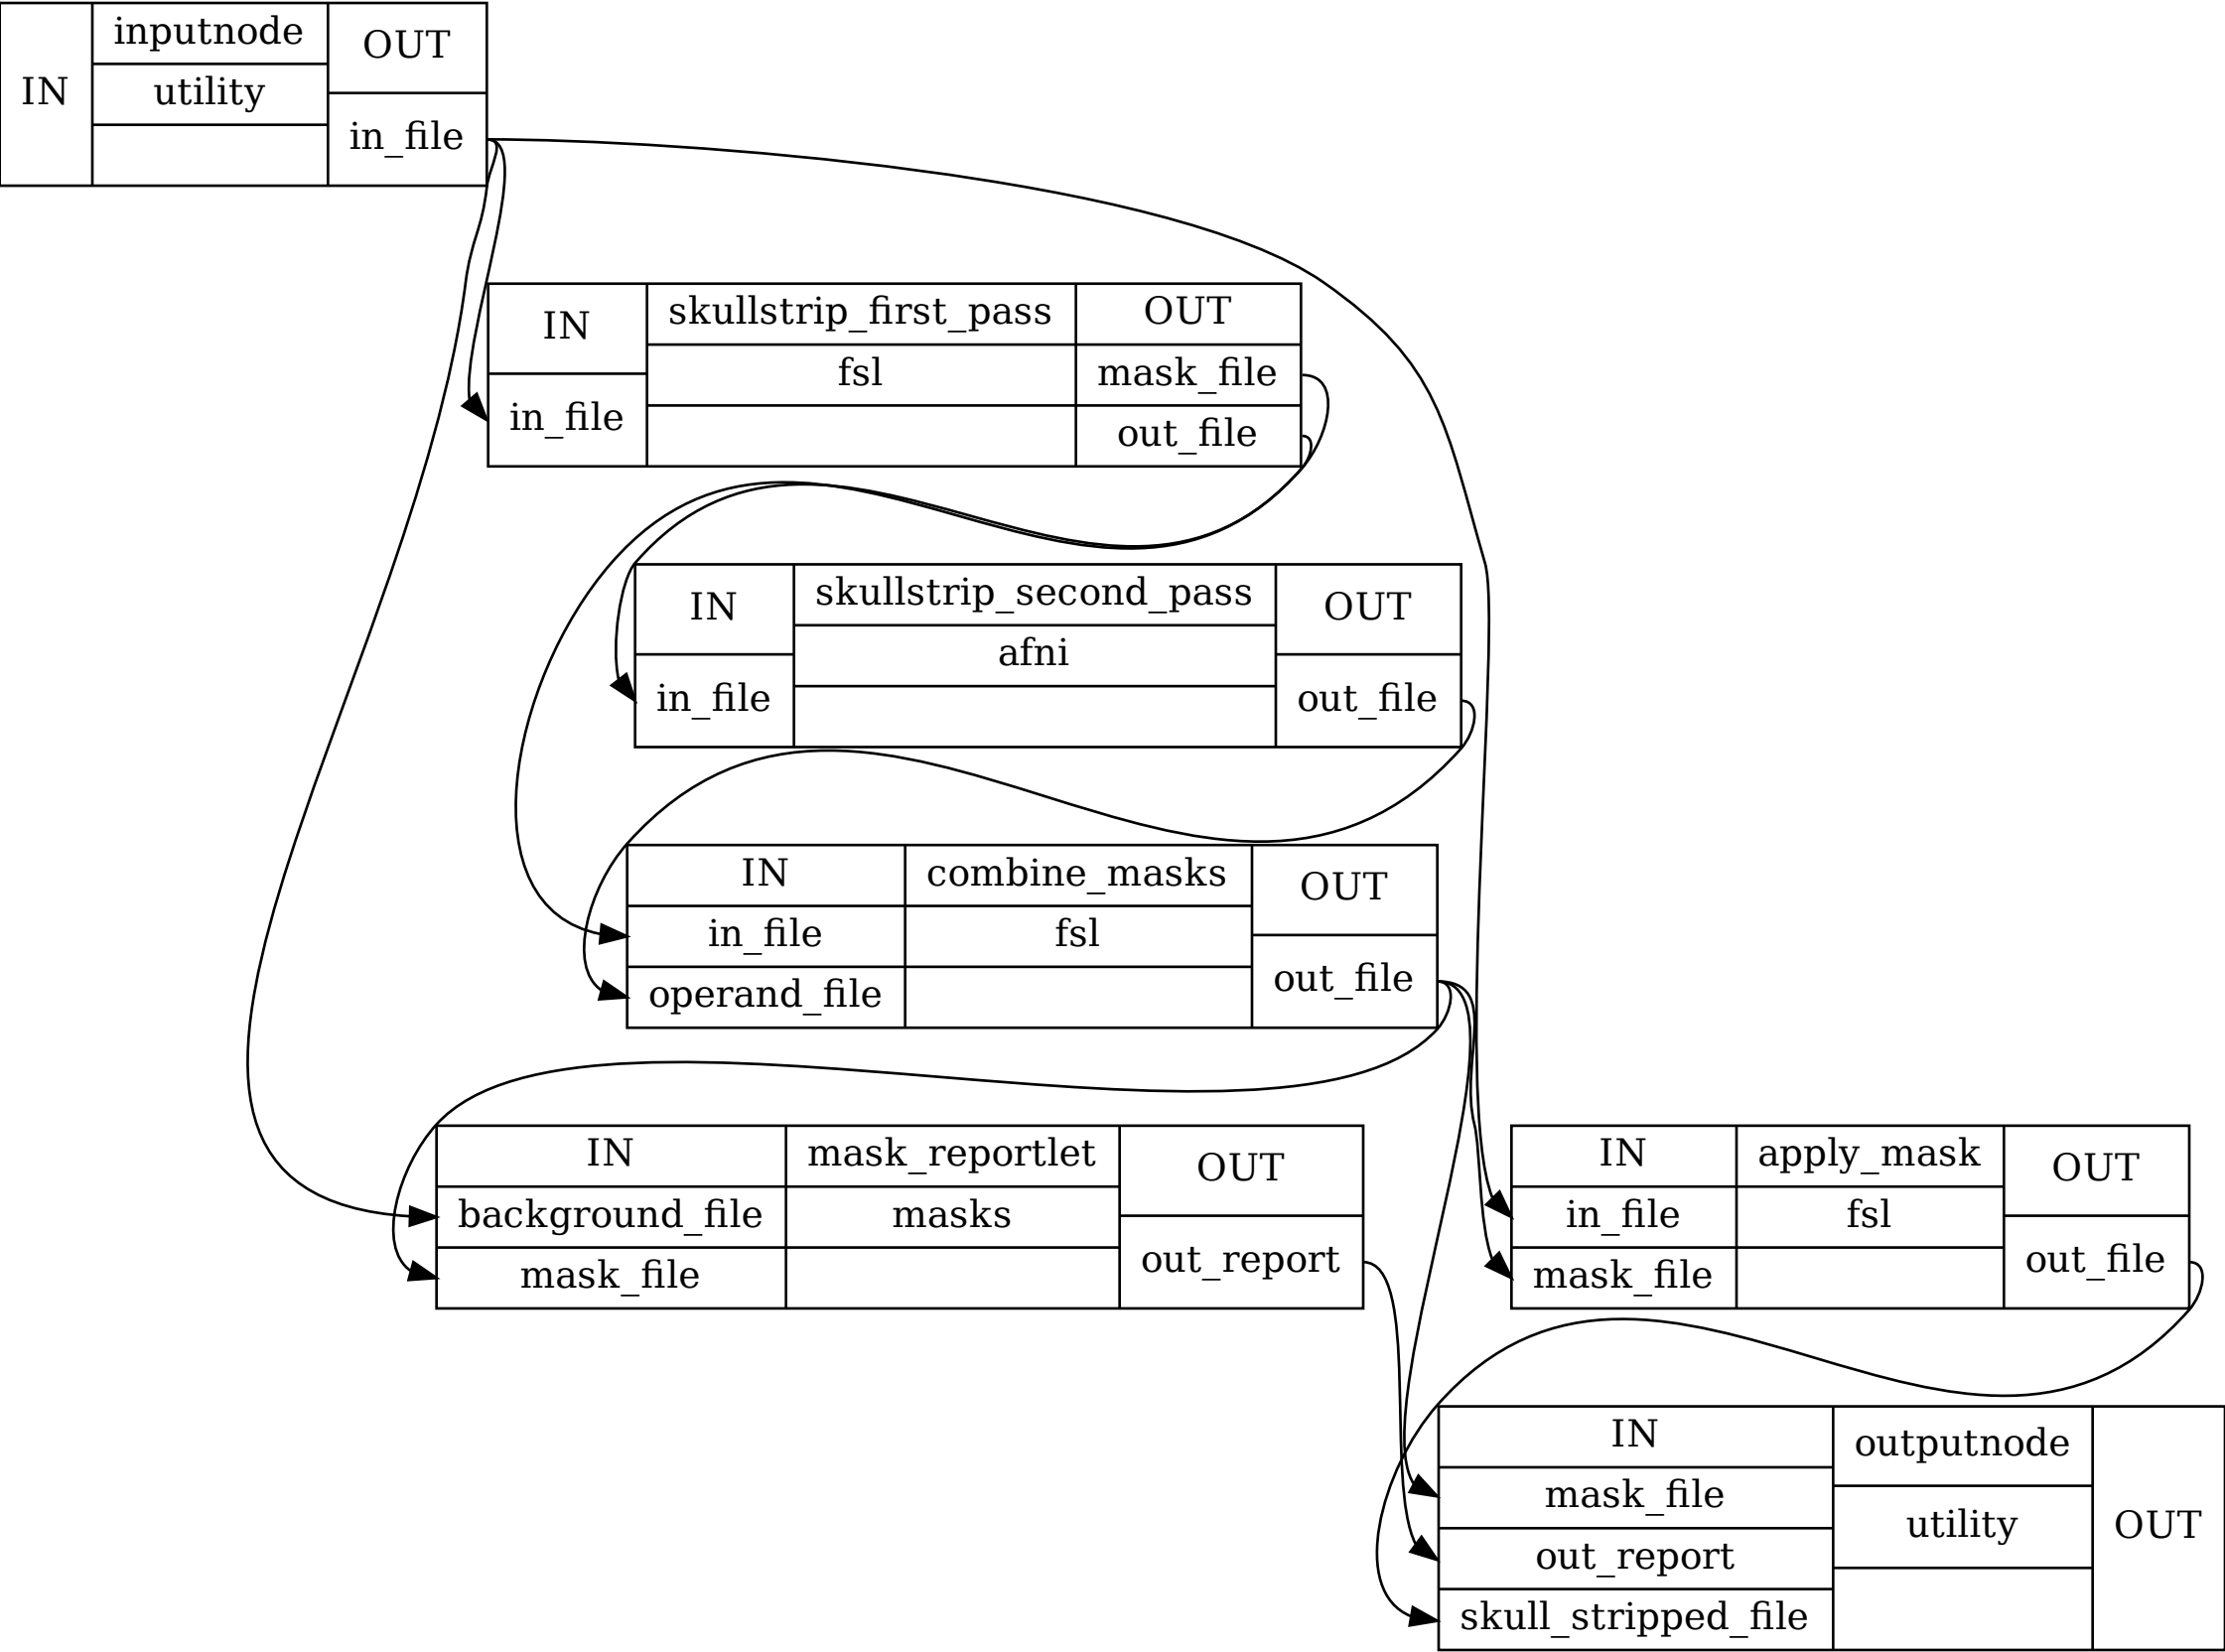 IN
inputnode
utility
OUT
in_file
IN
in_file
skullstrip_first_pass
fsl
OUT
mask_file
out_file
IN
in_file
skullstrip_second_pass
afni
OUT
out_file
IN
in_file
operand_file
combine_masks
fsl
OUT
out_file
IN
background_file
mask_file
mask_reportlet
masks
OUT
out_report
IN
in_file
mask_file
apply_mask
fsl
OUT
out_file
IN
mask_file
out_report
skull_stripped_file
outputnode
utility
OUT